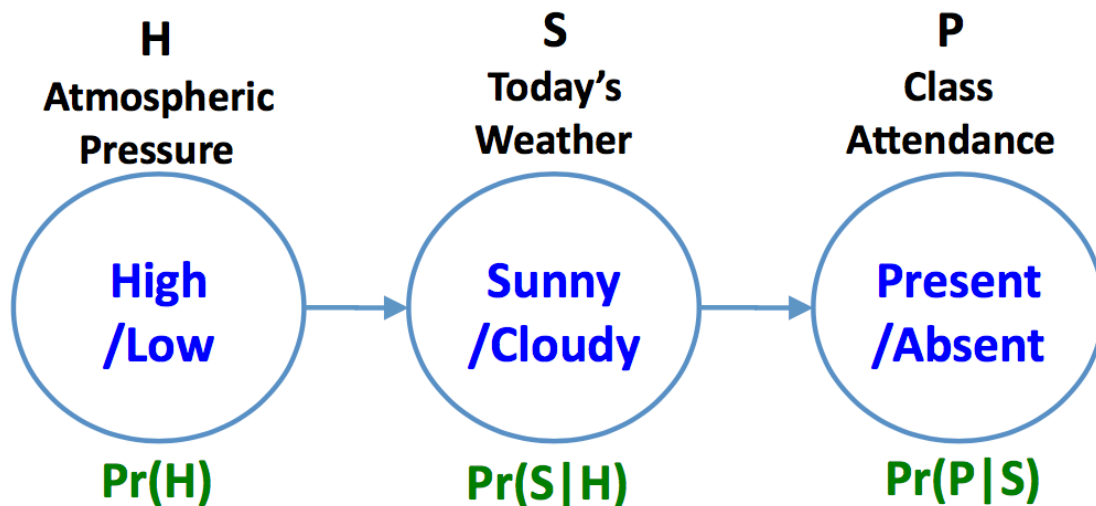 H
Atmospheric
Pressure
High
/Low
Pr(H)
S
Today's
Weather
Sunny
/Cloudy
Pr(S|H)
P
Class
Attendance
Present
/Absent
Pr(P|S)